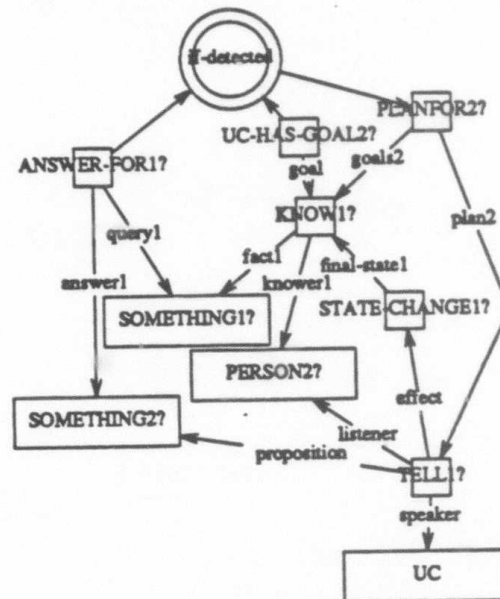 if-detected
PLANFOR2?
UC-HAS-GOAL2?
ANSWER-FOR1?
goal
goals2
KNOW1?
plan2
query1
fact1
final-state1
answer1
knower1
SOMETHING1?
STATE-CHANGE1?
PERSON2?
effect
SOMETHING2?
listener
proposition
TELL1?
speaker
UC